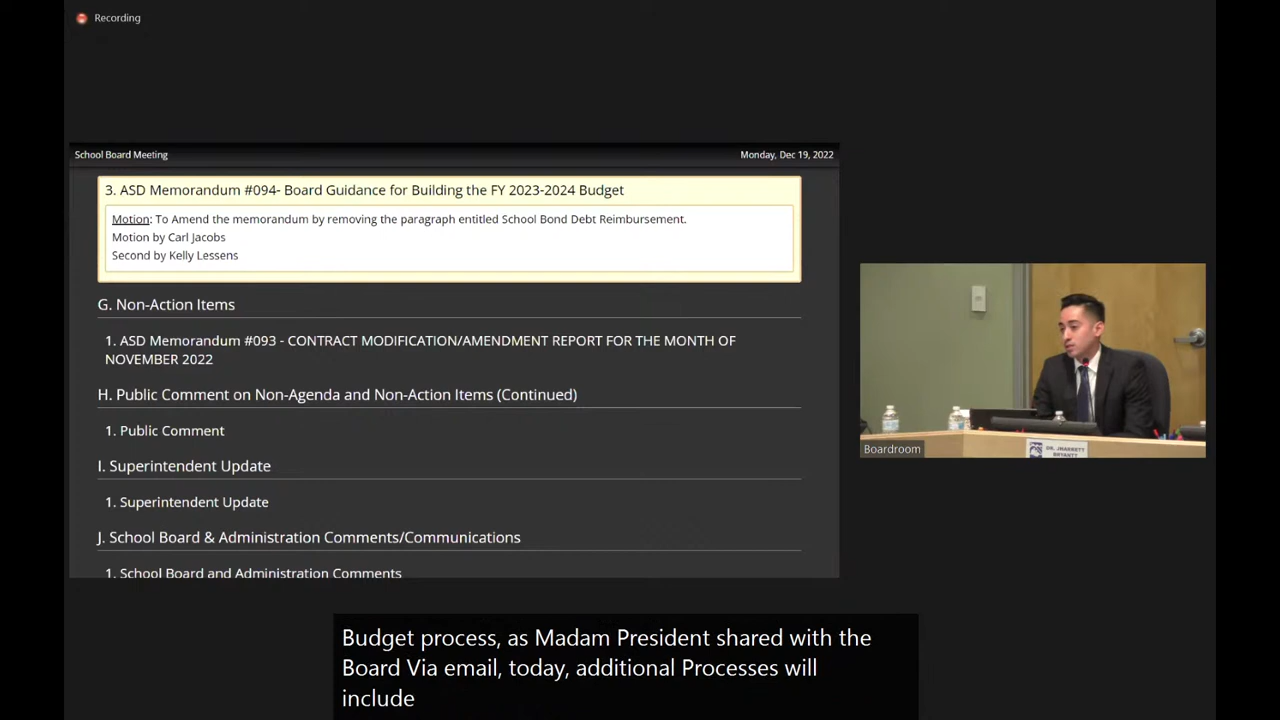 Recording
School Board Meeting
Monday, Dec 19, 2022
3. ASD Memorandum #094- Board Guidance for Building the FY 2023-2024 Budget
Motion: To Amend the memorandum by removing the paragraph entitled School Bond Debt Reimbursement.
Motion by Carl Jacobs
Second by Kelly Lessens
G. Non-Action Items
1. ASD Memorandum #093 - CONTRACT MODIFICATION/AMENDMENT REPORT FOR THE MONTH OF
NOVEMBER 2022
H. Public Comment on Non-Agenda and Non-Action Items (Continued)
1. Public Comment
I. Superintendent Update
1. Superintendent Update
J. School Board & Administration Comments/Communications
1. School Board and Administration Comments
DR. JHARRETT
BRYANTT
Boardroom
Budget process, as Madam President shared with the
Board Via email, today, additional Processes will
include